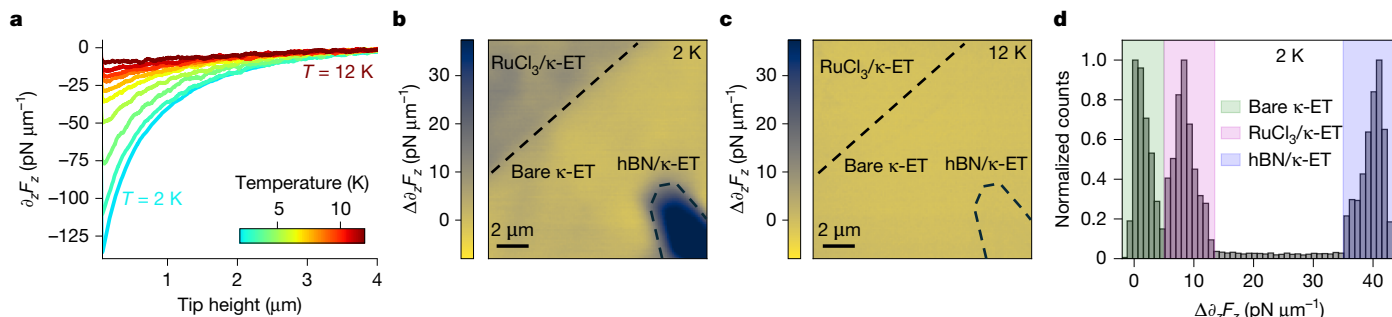 a
0
−25
−50
−75
−100
−125
∂zFz (pN μm−1)
T = 12 K
T = 2 K
Temperature (K)
5 10
1 2 3 4
Tip height (μm)
b
30
20
10
0
Δ∂zFz (pN μm−1)
RuCl3/κ-ET
2 K
Bare κ-ET
hBN/κ-ET
2 μm
c
30
20
10
0
Δ∂zFz (pN μm−1)
RuCl3/κ-ET
12 K
Bare κ-ET
hBN/κ-ET
2 μm
d
1.0
0.8
0.6
0.4
0.2
0
Normalized counts
2 K
Bare κ-ET
RuCl3/κ-ET
hBN/κ-ET
0 10 20 30 40
Δ∂zFz (pN μm−1)